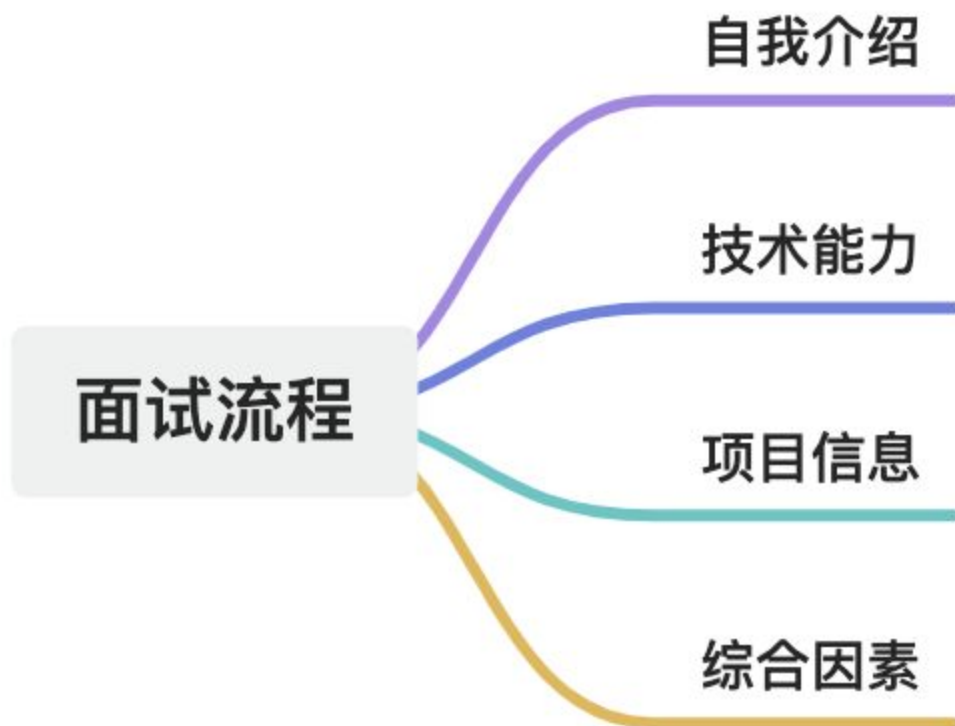 自我介绍
技术能力
面试流程
项目信息
综合因素